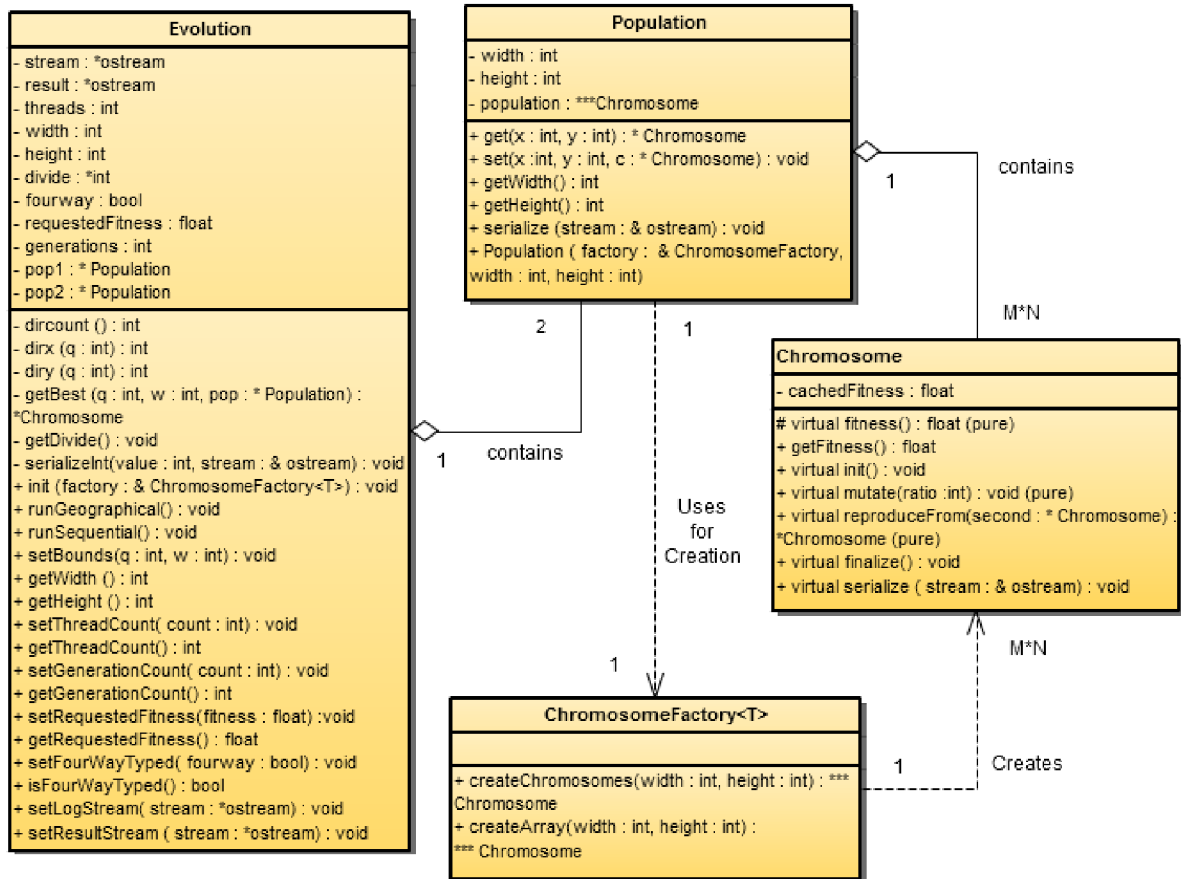 Evolution
- stream : *ostream
- result : *ostream
- threads : int
- width : int
- height : int
- divide : *int
- fourway : bool
- requestedFitness : float
- generations : int
- pop1 : * Population
- pop2 : * Population
- dircount () : int
- dirx (q : int) : int
- diry (q : int) : int
- getBest (q : int, w : int, pop : * Population) :
*Chromosome
- getDivide() : void
- serializeInt(value : int, stream : & ostream) : void
+ init (factory : & ChromosomeFactory<T>) : void
+ runGeographical() : void
+ runSequential() : void
+ setBounds(q : int, w : int) : void
+ getWidth () : int
+ getHeight () : int
+ setThreadCount( count : int) : void
+ getThreadCount() : int
+ setGenerationCount( count : int) : void
+ getGenerationCount() : int
+ setRequestedFitness(fitness : float) :void
+ getRequestedFitness() : float
+ setFourWayTyped( fourway : bool) : void
+ isFourWayTyped() : bool
+ setLogStream( stream : *ostream) : void
+ setResultStream ( stream : *ostream) : void
Population
- width : int
- height : int
- population : ***Chromosome
+ get(x : int, y : int) : * Chromosome
+ set(x :int, y : int, c : * Chromosome) : void
+ getWidth() : int
+ getHeight() : int
+ serialize (stream : & ostream) : void
+ Population ( factory :  & ChromosomeFactory,
width : int, height : int)
1
contains
M*N
2
1
contains
1
Uses
for
Creation
1
Chromosome
- cachedFitness : float
# virtual fitness() : float (pure)
+ getFitness() : float
+ virtual init() : void
+ virtual mutate(ratio :int) : void (pure)
+ virtual reproduceFrom(second : * Chromosome) :
*Chromosome (pure)
+ virtual finalize() : void
+ virtual serialize ( stream : & ostream) : void
M*N
1
Creates
ChromosomeFactory<T>
+ createChromosomes(width : int, height : int) : ***
Chromosome
+ createArray(width : int, height : int) :
*** Chromosome